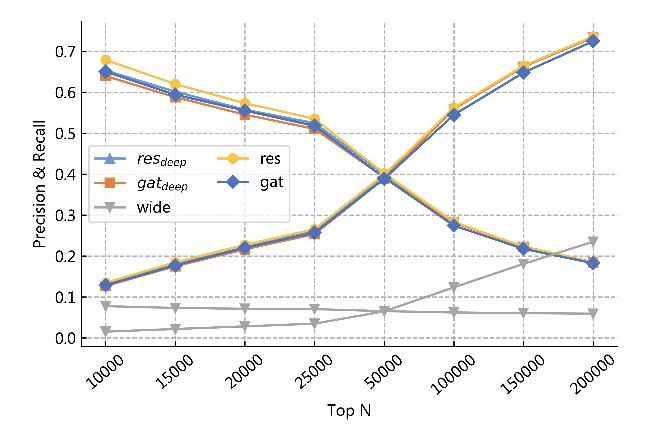 0.7
0.6
0.5
0.4
0.3
0.2
0.1
0.0
Precision & Recall
res_deep
gat_deep
wide
res
gat
10000
15000
20000
25000
50000
100000
150000
200000
Top N